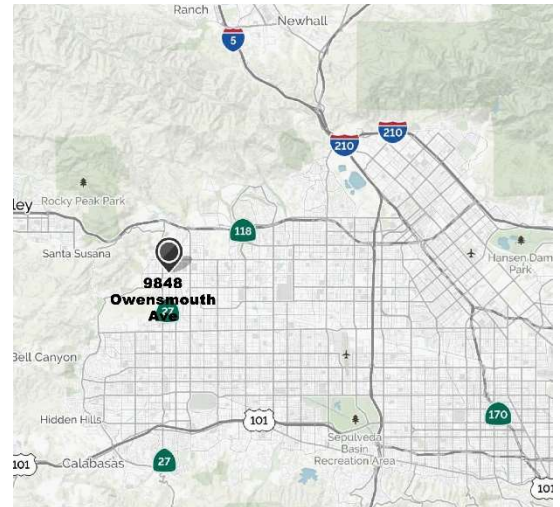 Ranch
Newhall
5
210
210
Rocky Peak Park
ley
118
Santa Susana
Hansen Dam
Park
9848
Owensmouth
Ave
27
Bell Canyon
Hidden Hills
101
170
Sepulveda
Basin
Recreation Area
27
101
Calabasas
101